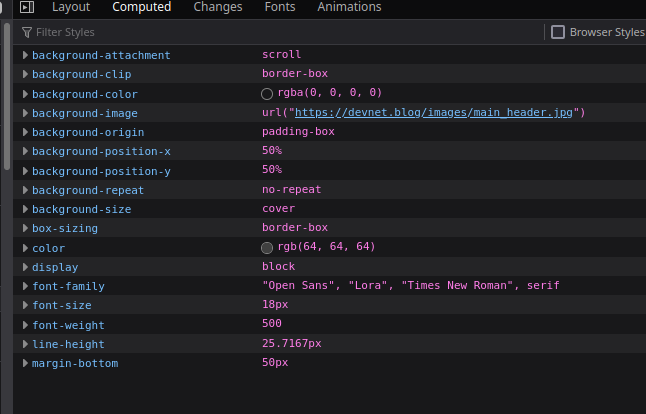 Layout Computed Changes Fonts Animations
Filter Styles Browser Styles
background-attachment scroll
background-clip border-box
background-color rgba(0, 0, 0, 0)
background-image url("https://devnet.blog/images/main_header.jpg")
background-origin padding-box
background-position-x 50%
background-position-y 50%
background-repeat no-repeat
background-size cover
box-sizing border-box
color rgb(64, 64, 64)
display block
font-family "Open Sans", "Lora", "Times New Roman", serif
font-size 18px
font-weight 500
line-height 25.7167px
margin-bottom 50px